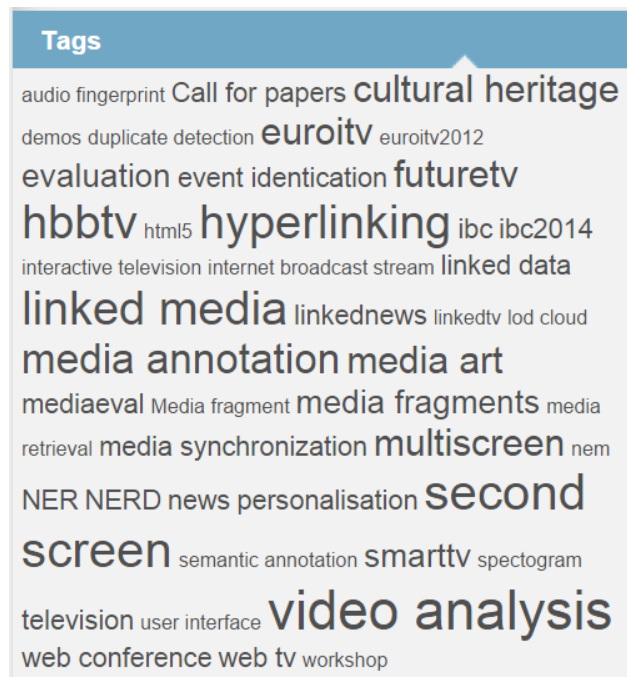 Tags
audio fingerprint Call for papers cultural heritage
demos duplicate detection euroitv euroitv2012
evaluation event identication futuretv
hbbtv html5 hyperlinking ibc ibc2014
interactive television internet broadcast stream linked data
linked media linkednews linkedtv lod cloud
media annotation media art
mediaeval Media fragment media fragments media
retrieval media synchronization multiscreen nem
NER NERD news personalisation second
screen semantic annotation smarttv spectogram
television user interface video analysis
web conference web tv workshop